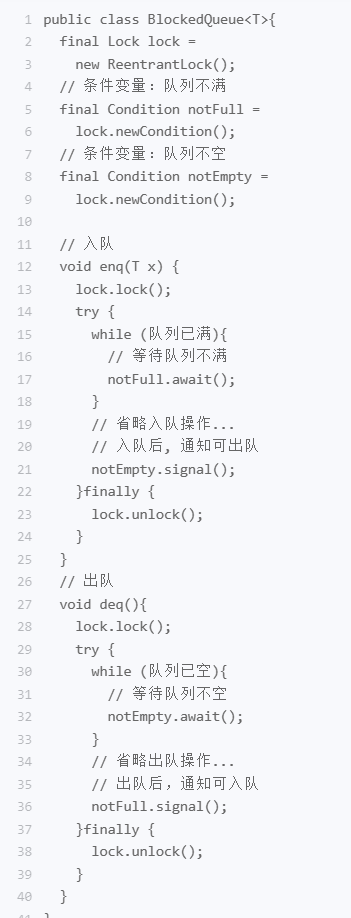 1 public class BlockedQueue<T>{
2   final Lock lock =
3     new ReentrantLock();
4   // 条件变量：队列不满
5   final Condition notFull =
6     lock.newCondition();
7   // 条件变量：队列不空
8   final Condition notEmpty =
9     lock.newCondition();
10
11   // 入队
12   void enq(T x) {
13     lock.lock();
14     try {
15       while (队列已满){
16         // 等待队列不满
17         notFull.await();
18       }
19       // 省略入队操作...
20       // 入队后, 通知可出队
21       notEmpty.signal();
22     }finally {
23       lock.unlock();
24     }
25   }
26   // 出队
27   void deq(){
28     lock.lock();
29     try {
30       while (队列已空){
31         // 等待队列不空
32         notEmpty.await();
33       }
34       // 省略出队操作...
35       // 出队后，通知可入队
36       notFull.signal();
37     }finally {
38       lock.unlock();
39     }
40   }